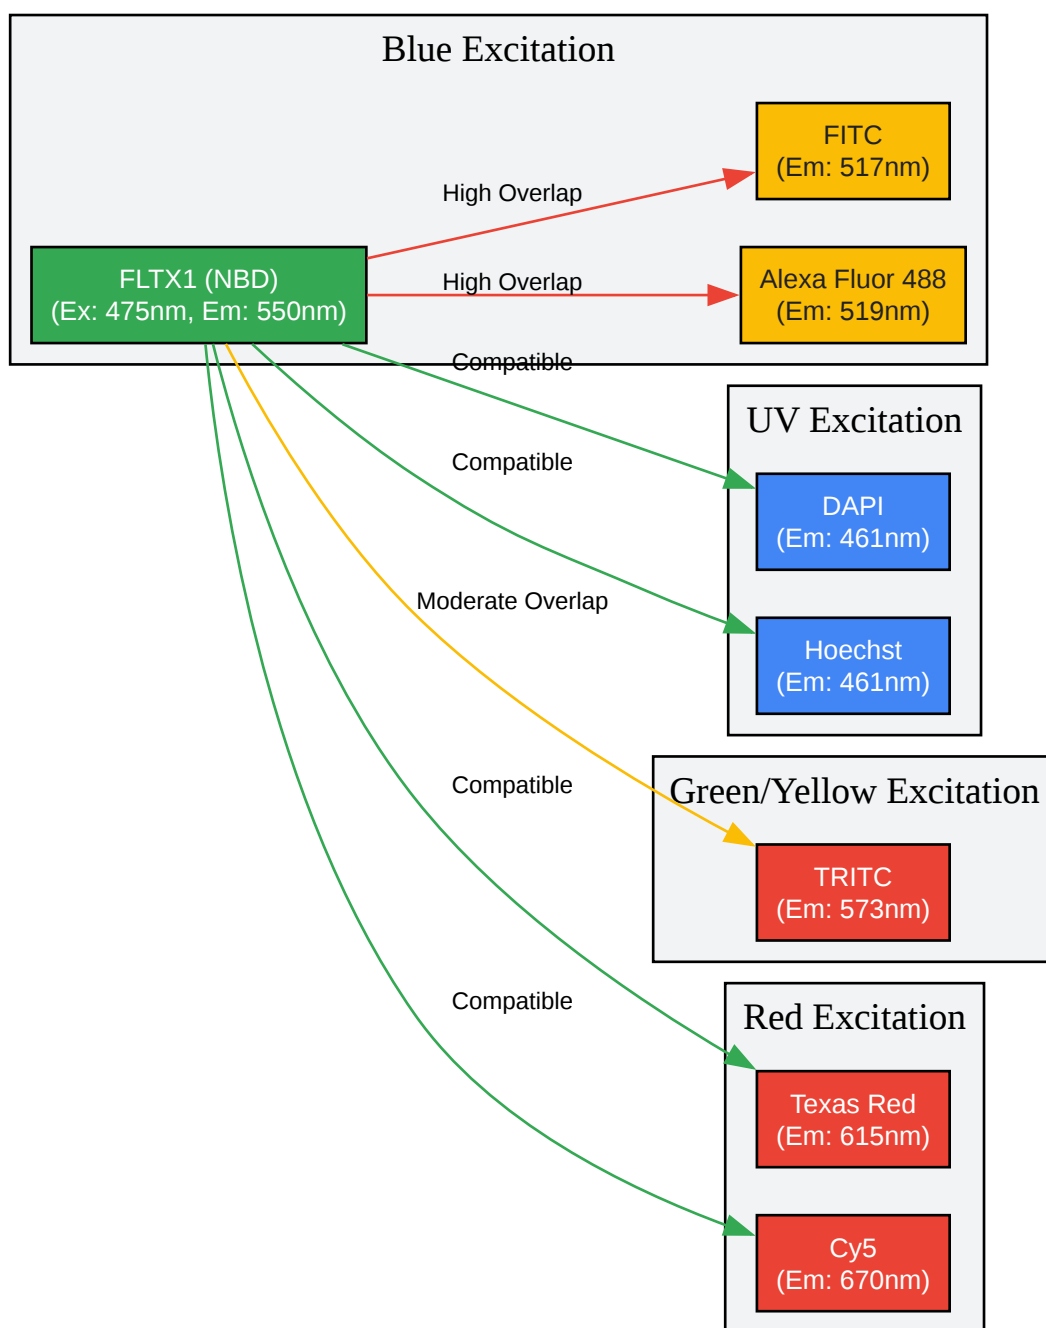 Blue Excitation
FITC
(Em: 517nm)
High Overlap
FLTX1 (NBD)
(Ex: 475nm, Em: 550nm)
High Overlap
Alexa Fluor 488
(Em: 519nm)
Compatible
UV Excitation
Compatible
DAPI
(Em: 461nm)
Moderate Overlap
Hoechst
(Em: 461nm)
Compatible
Green/Yellow Excitation
TRITC
(Em: 573nm)
Compatible
Red Excitation
Texas Red
(Em: 615nm)
Cy5
(Em: 670nm)